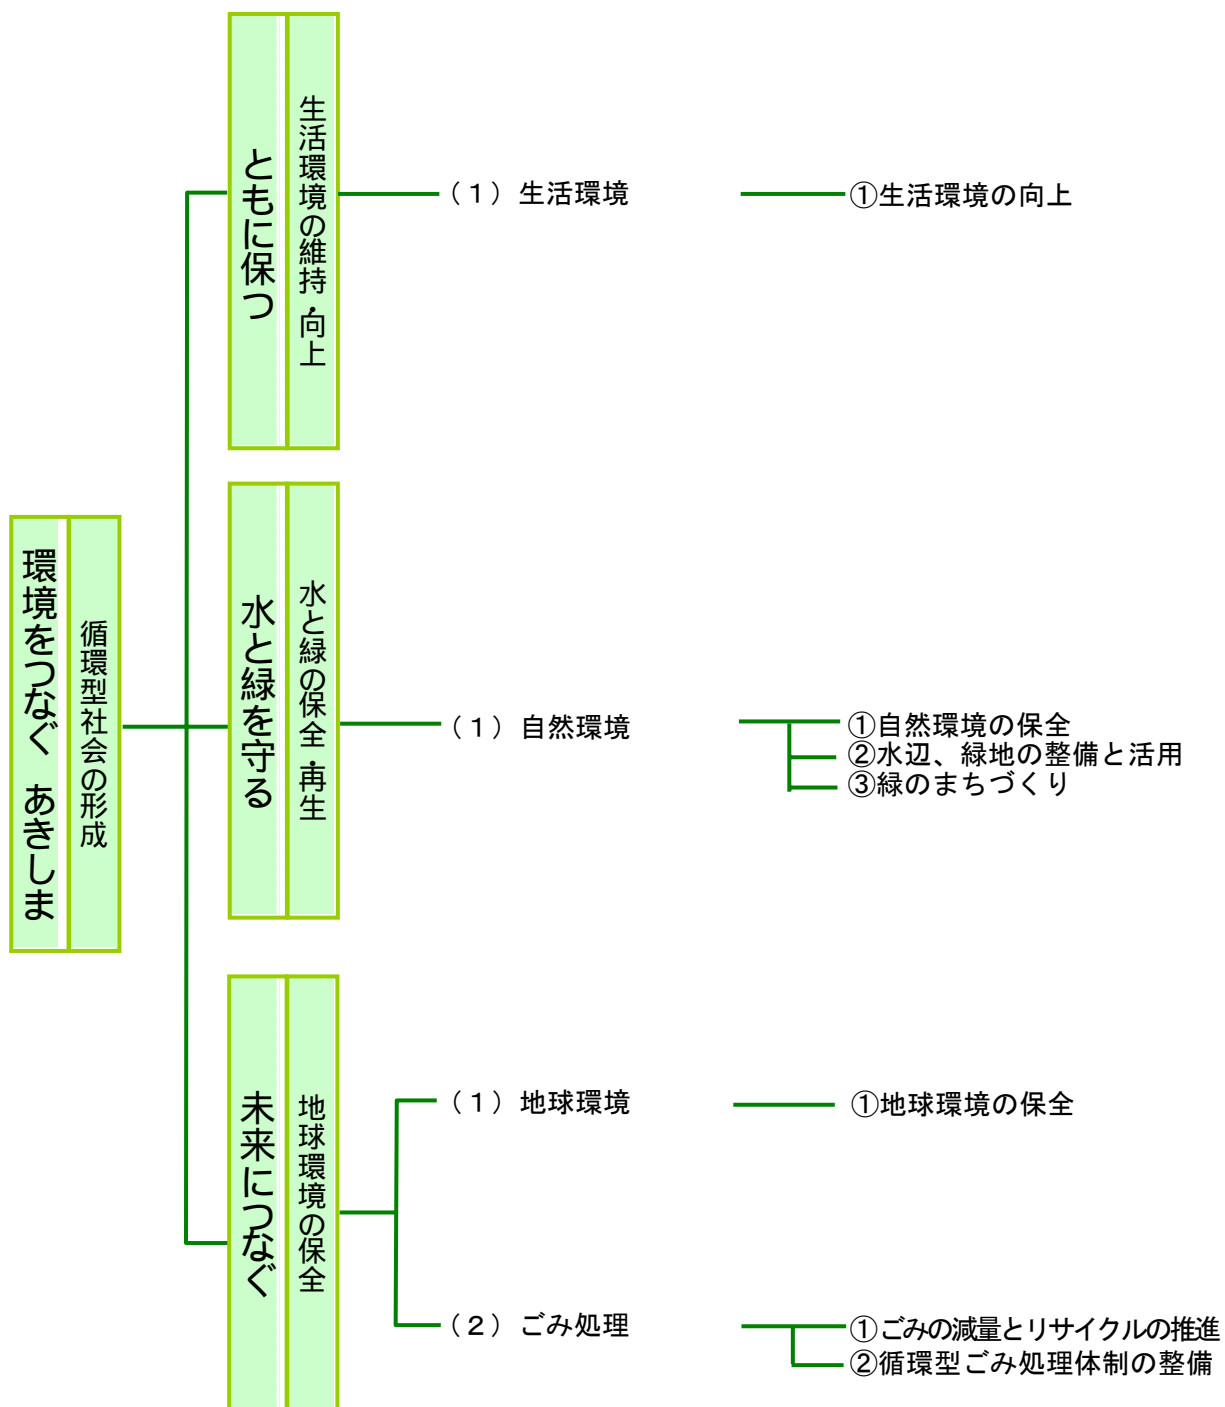 環境をつなぐ　あきしま
循環型社会の形成
ともに保つ
生活環境の維持・向上
（１）生活環境
①生活環境の向上
水と緑を守る
水と緑の保全・再生
（１）自然環境
①自然環境の保全
②水辺、緑地の整備と活用
③緑のまちづくり
未来につなぐ
地球環境の保全
（１）地球環境
①地球環境の保全
（２）ごみ処理
①ごみの減量とリサイクルの推進
②循環型ごみ処理体制の整備